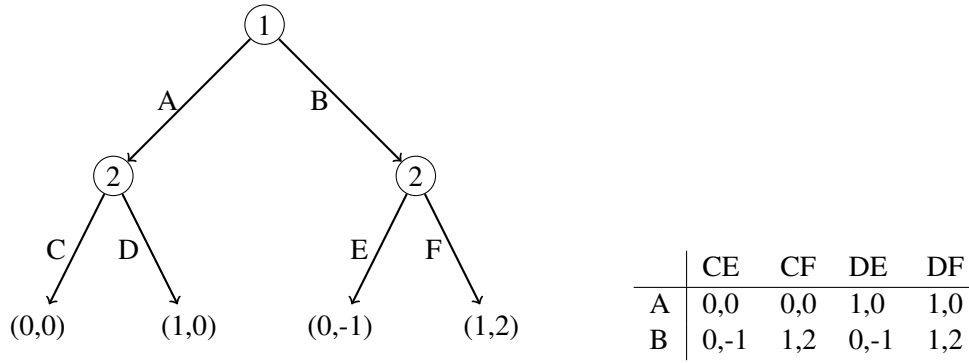 1
A B
2 2
C D E F
(0,0) (1,0) (0,-1) (1,2)
CE CF DE DF
A 0,0 0,0 1,0 1,0
B 0,-1 1,2 0,-1 1,2